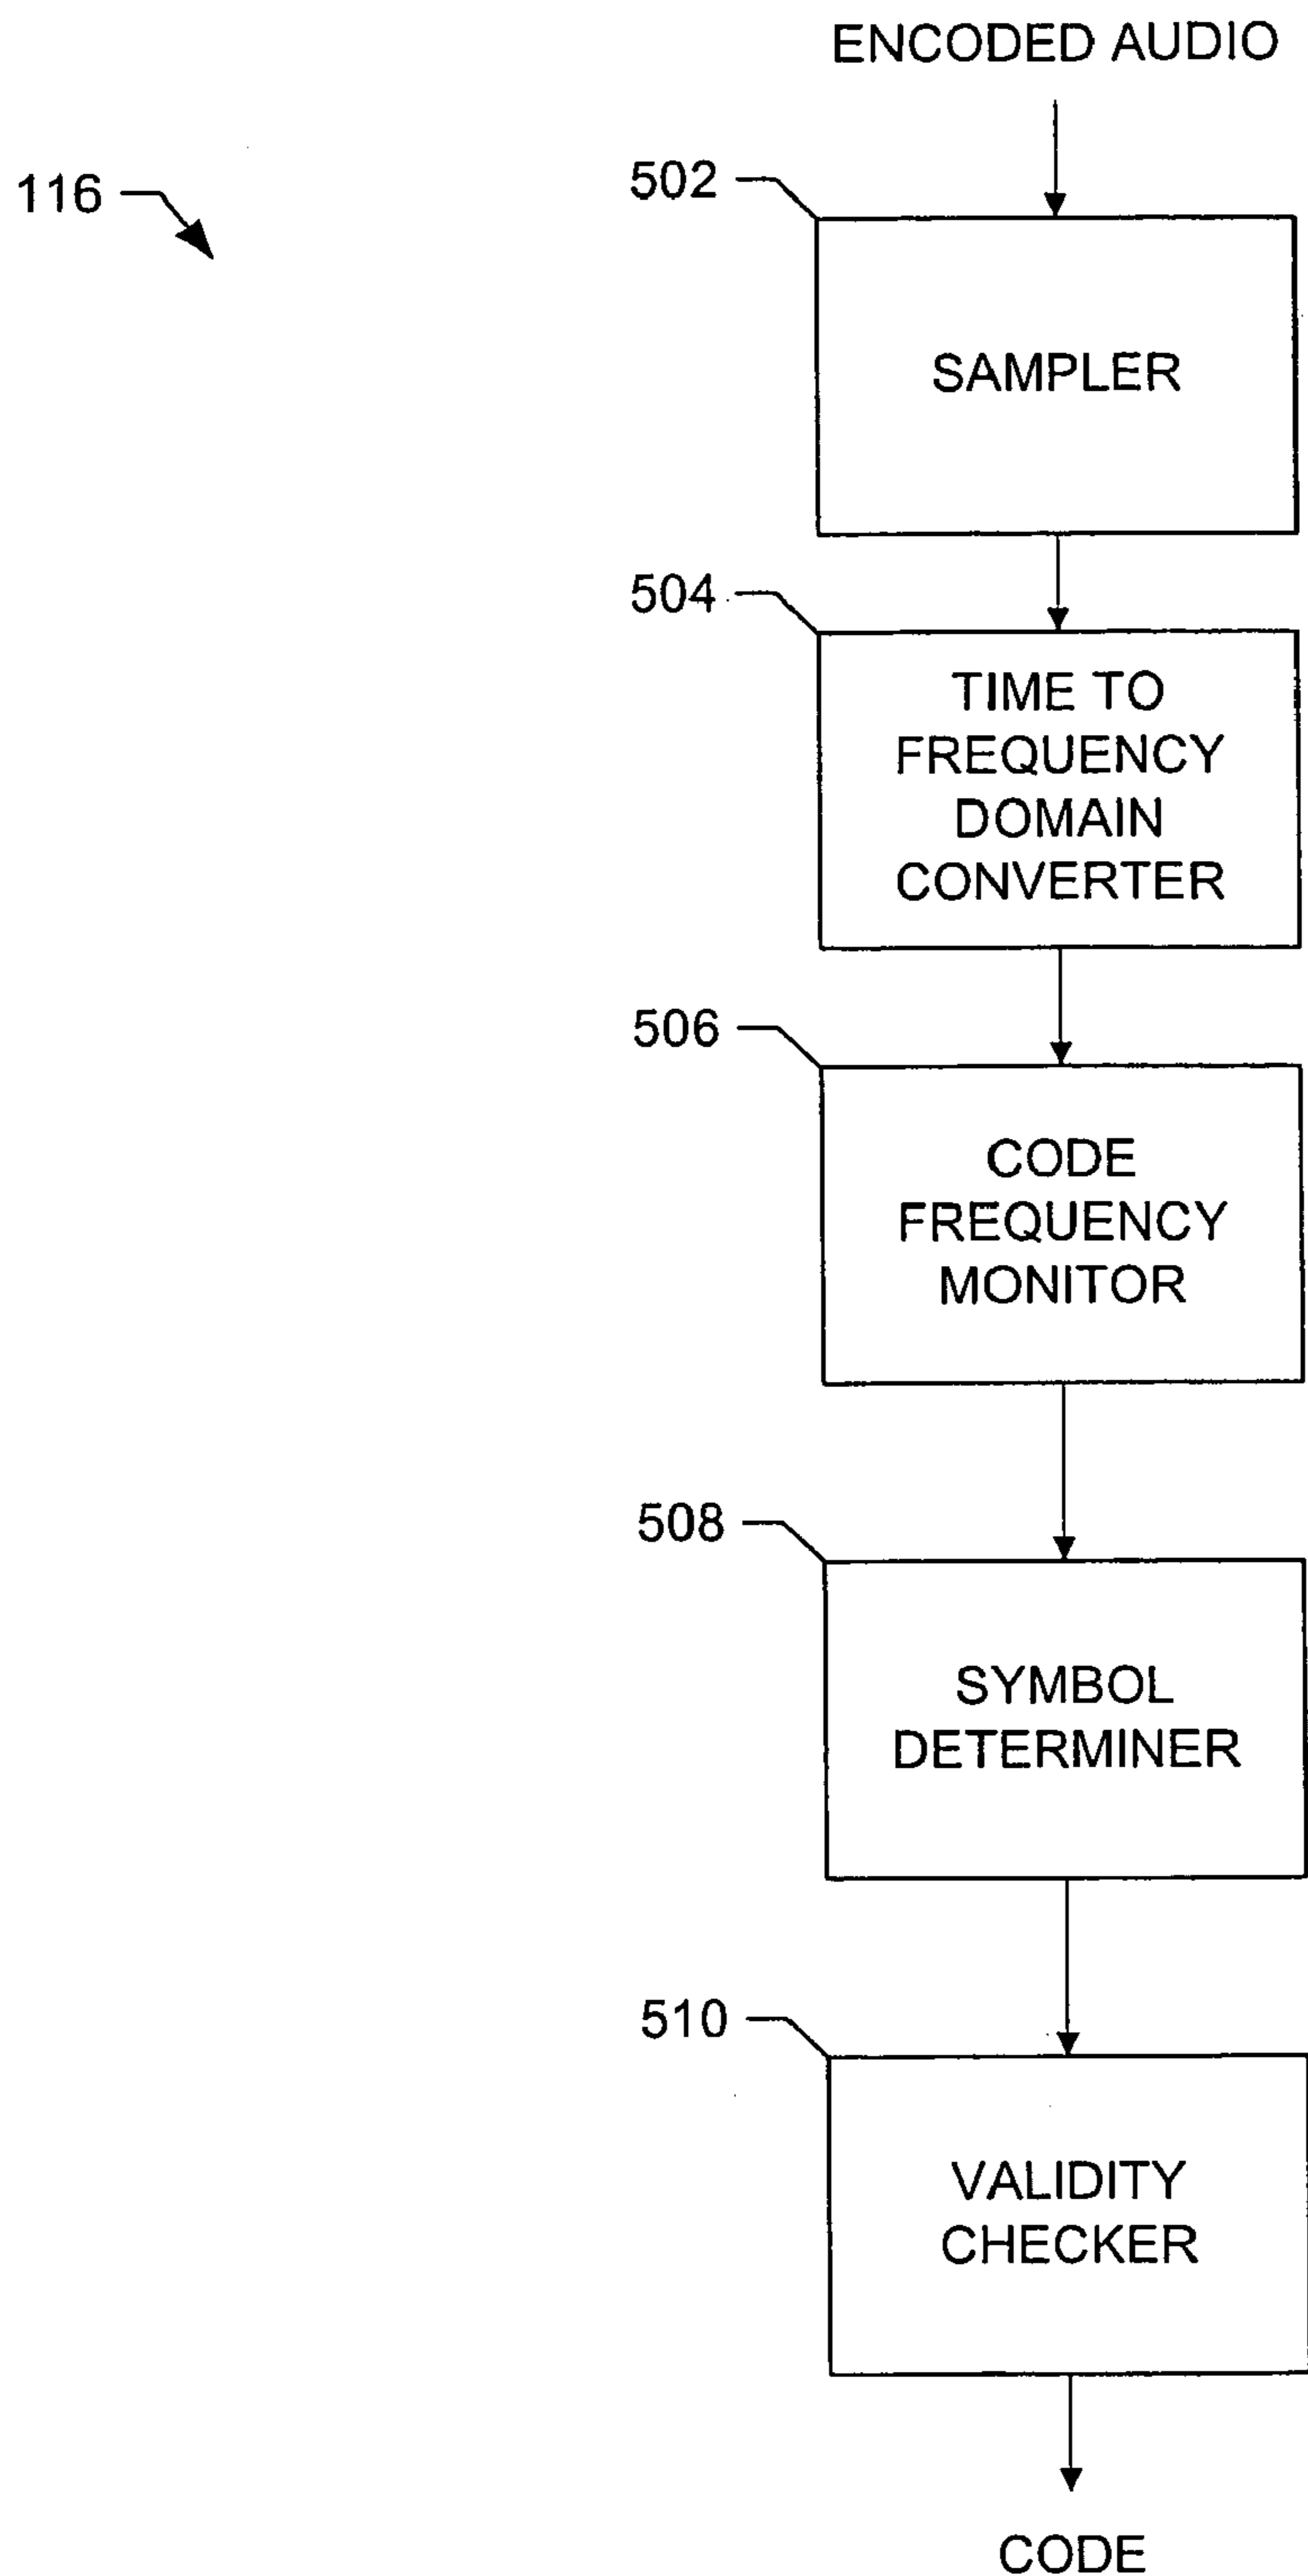 ENCODED AUDIO
116
502
SAMPLER
504
TIME TO
FREQUENCY
DOMAIN
CONVERTER
506
CODE
FREQUENCY
MONITOR
508
SYMBOL
DETERMINER
510
VALIDITY
CHECKER
CODE